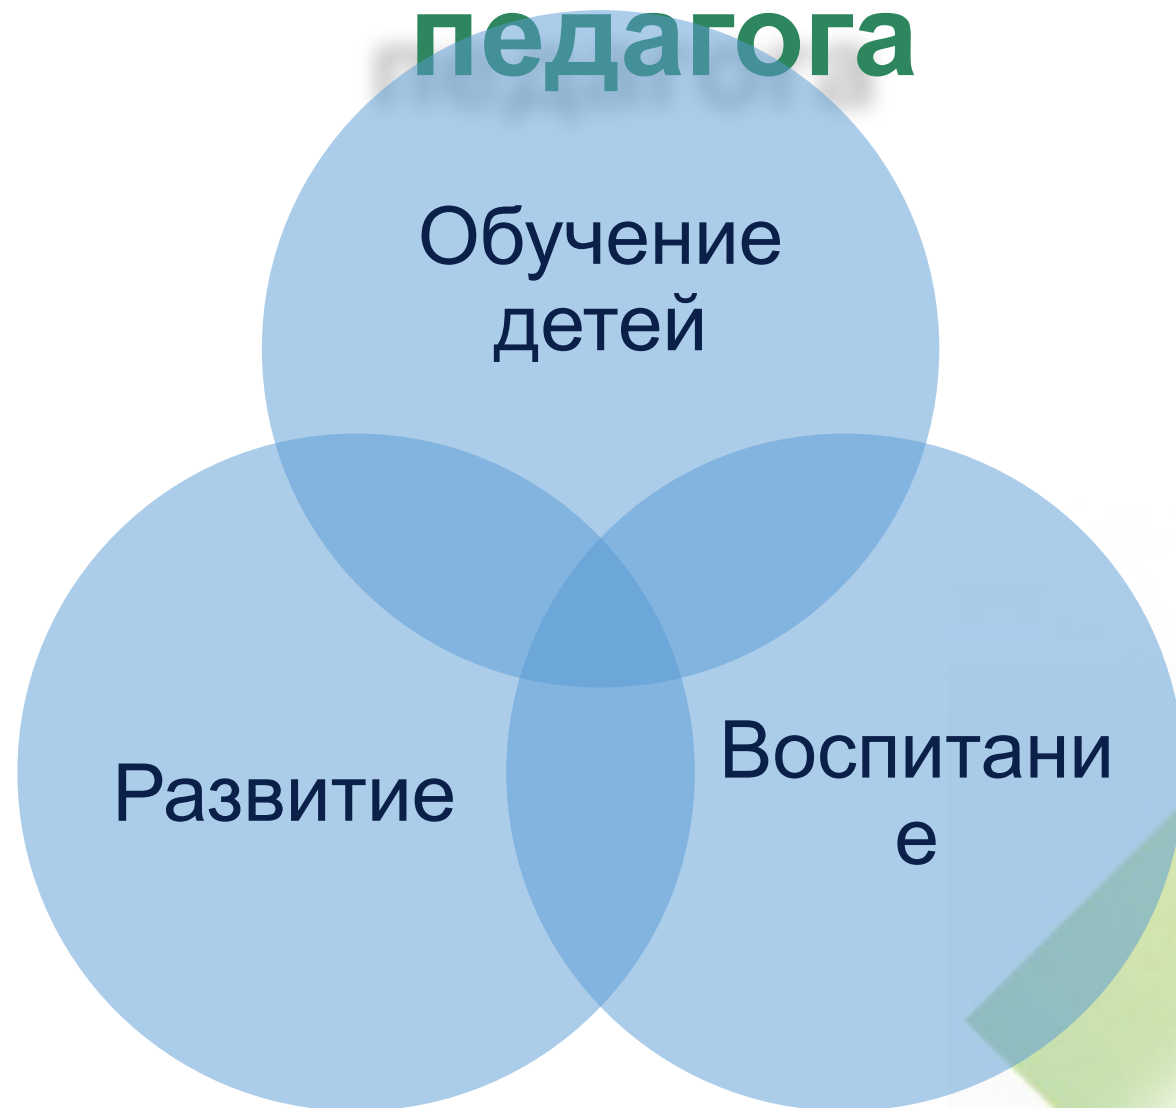 педагога
Обучение
детей
Развитие
Воспитани
е